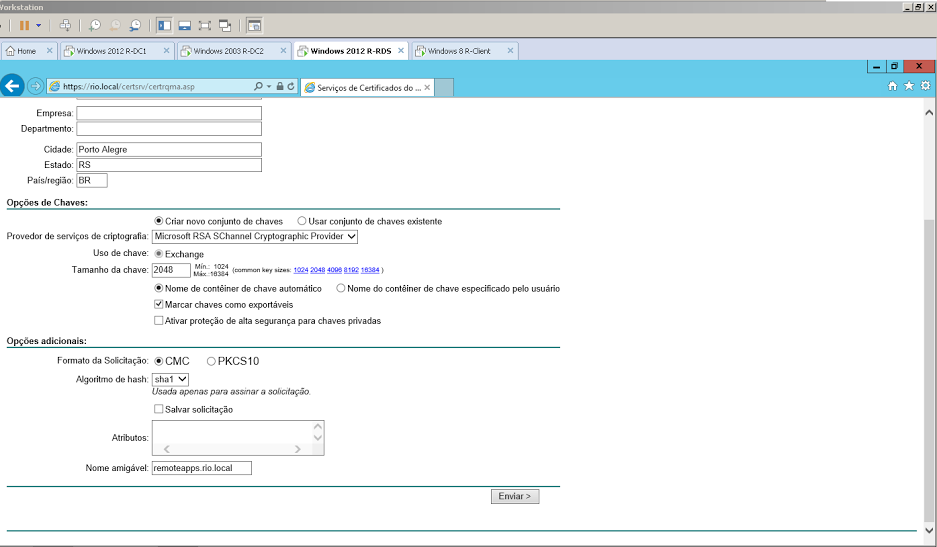 Workstation
Home × Windows 2012 R-DC1 × Windows 2003 R-DC2 × Windows 2012 R-RDS × Windows 8 R-Client ×
https://rio.local/certsrv/certrqma.asp Serviços de Certificados do ... ×
Empresa:
Departmento:
Cidade: Porto Alegre
Estado: RS
País/região: BR
Opções de Chaves:
Criar novo conjunto de chaves Usar conjunto de chaves existente
Provedor de serviços de criptografia: Microsoft RSA SChannel Cryptographic Provider
Uso de chave: Exchange
Tamanho da chave: 2048 Mín.: 1024 (common key sizes: 1024 2048 4096 8192 16384 )
Máx.:16384
Nome de contêiner de chave automático Nome do contêiner de chave especificado pelo usuário
Marcar chaves como exportáveis
Ativar proteção de alta segurança para chaves privadas
Opções adicionais:
Formato da Solicitação: CMC PKCS10
Algoritmo de hash: sha1
Usada apenas para assinar a solicitação.
Salvar solicitação
Atributos:
Nome amigável: remoteapps.rio.local
Enviar >